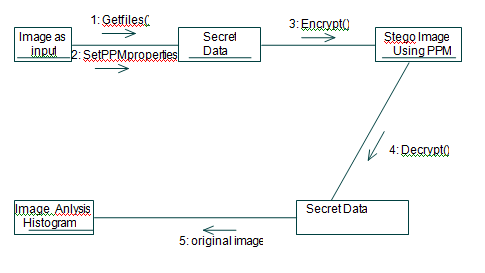 1: Getfiles(`
3: Encrypt()
Image as
input
Secret
Data
Stego Image
Using PPM
2: SetPPMproperties
4: Decrypt()
Image Anlysis
Histogram
Secret Data
5: original image